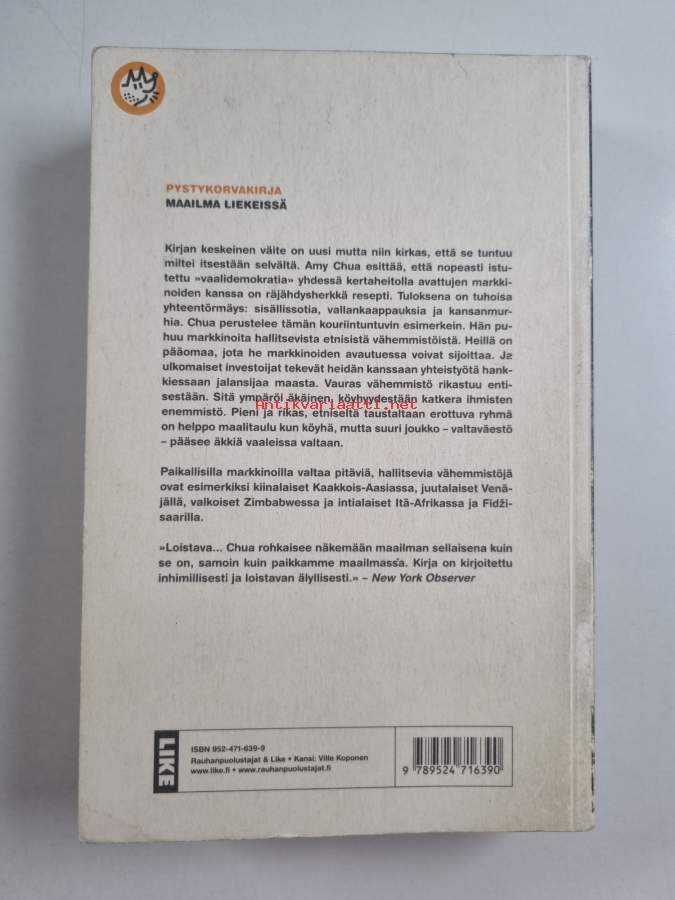 PYSTYKORVAKIRJA
MAAILMA LIEKEISSÄ
Kirjan keskeinen väite on uusi mutta niin kirkas, että se tuntuu
miltei itsestään selvältä. Amy Chua esittää, että nopeasti istu-
tettu »vaalidemokratia» yhdessä kertaheitolla avattujen markki-
noiden kanssa on räjähdysherkkä resepti. Tuloksena on tuhoisa
yhteentörmäys: sisällissotia, vallankaappauksia ja kansanmur-
hia. Chua perustelee tämän kouriintuntuvin esimerkein. Hän pu-
huu markkinoita hallitsevista etnisistä vähemmistöistä. Heillä on
pääomaa, jota he markkinoiden avautuessa voivat sijoittaa. Ja
ulkomaiset investoijat tekevät heidän kanssaan yhteistyötä hank-
kiessaan jalansijaa maasta. Vauras vähemmistö rikastuu enti-
sestään. Sitä ympäröi äkäinen, köyhyydestään katkera ihmisten
enemmistö. Pieni ja rikas, etniseltä taustaltaan erottuva ryhmä
on helppo maalitaulu kun köyhä, mutta suuri joukko – valtaväestö
– pääsee äkkiä vaaleissa valtaan.
Antikvariaatti.net
Paikallisilla markkinoilla valtaa pitäviä, hallitsevia vähemmistöjä
ovat esimerkiksi kiinalaiset Kaakkois-Aasiassa, juutalaiset Venä-
jällä, valkoiset Zimbabwessa ja intialaiset Itä-Afrikassa ja Fidži-
saarilla.
»Loistava... Chua rohkaisee näkemään maailman sellaisena kuin
se on, samoin kuin paikkamme maailmassa. Kirja on kirjoitettu
inhimillisesti ja loistavan älyllisesti.» – New York Observer
LIKE
ISBN 952-471-639-9
Rauhanpuolustajat & Like • Kansi: Ville Koponen
www.like.fi • www.rauhanpuolustajat.fi
9 789524 716390